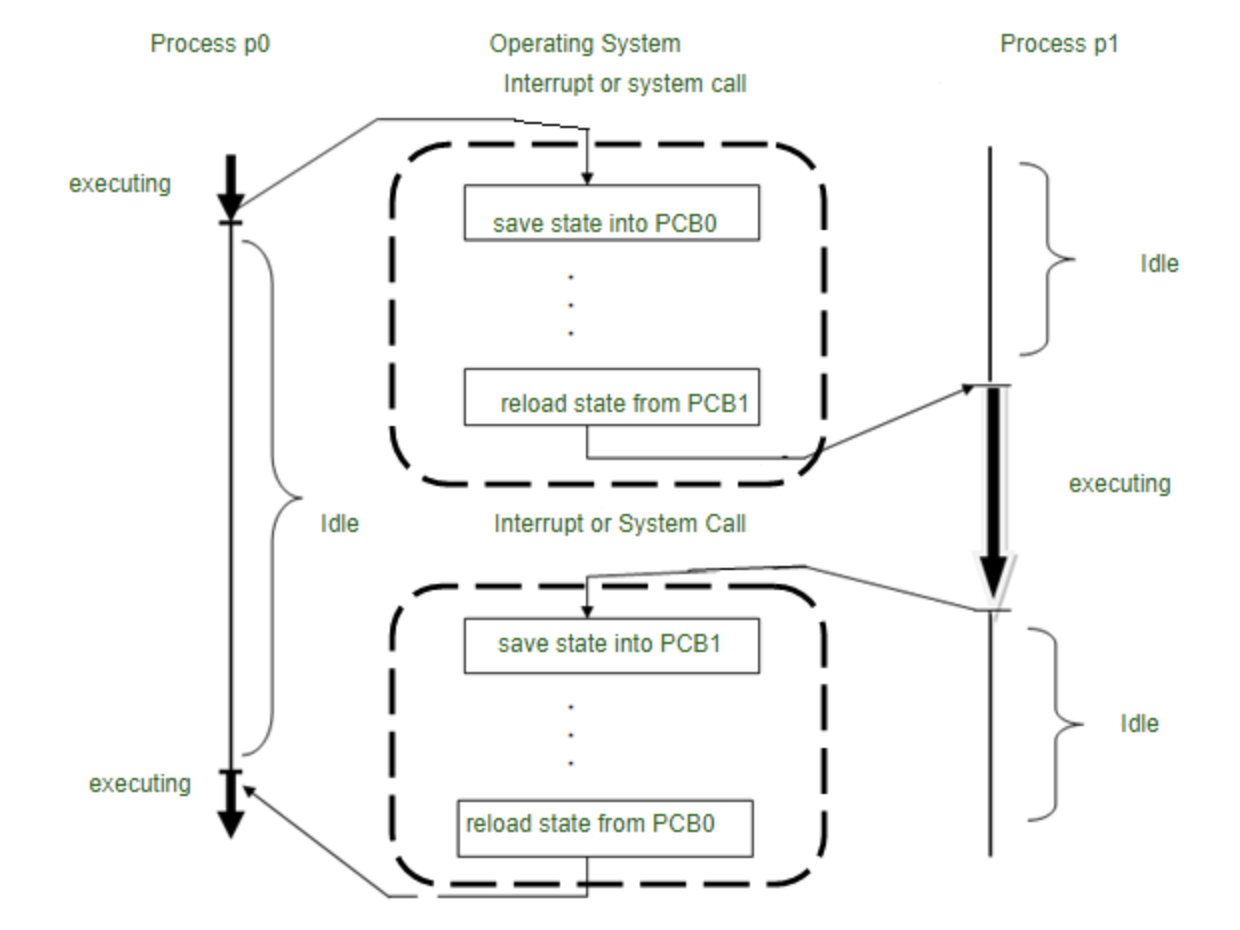 Process p0
Operating System
Process p1
Interrupt or system call
executing
save state into PCB0
Idle
reload state from PCB1
executing
Idle
Interrupt or System Call
save state into PCB1
Idle
executing
reload state from PCB0